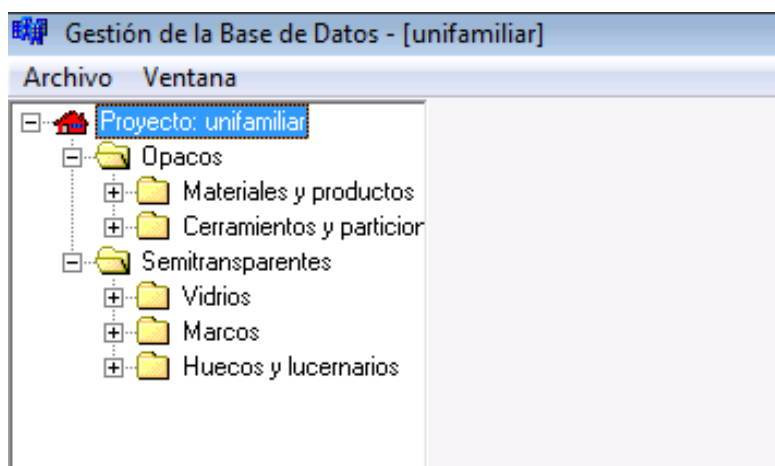 Gestión de la Base de Datos - [unifamiliar]
Archivo Ventana
Proyecto: unifamiliar
Opacos
Materiales y productos
Cerramientos y particion
Semitransparentes
Vidrios
Marcos
Huecos y lucernarios